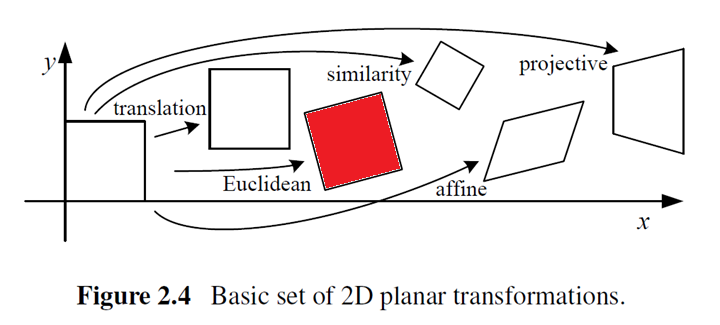 y
similarity
projective
translation
Euclidean
affine
x
Figure 2.4 Basic set of 2D planar transformations.